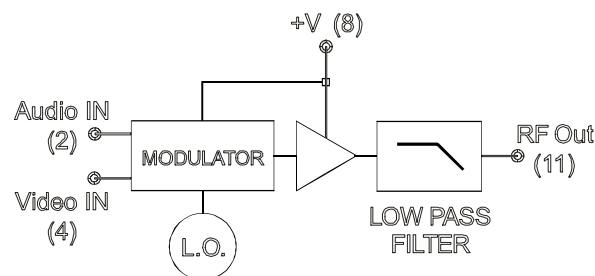 +V (8)
Audio IN
(2)
MODULATOR
RF Out
(11)
Video IN
(4)
L.O.
LOW PASS
FILTER